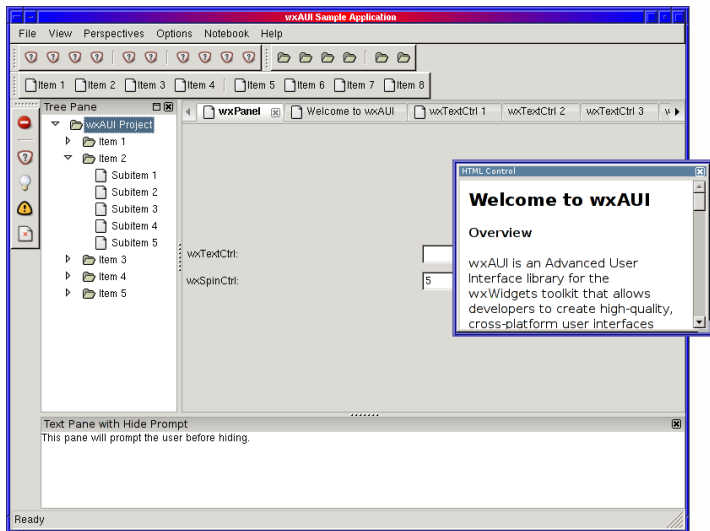 wxAUI Sample Application
File View Perspectives Options Notebook Help
Item 1 Item 2 Item 3 Item 4 Item 5 Item 6 Item 7 Item 8
Tree Pane
wxAUI Project
Item 1
Item 2
Subitem 1
Subitem 2
Subitem 3
Subitem 4
Subitem 5
Item 3
Item 4
Item 5
wxPanel Welcome to wxAUI wxTextCtrl 1 wxTextCtrl 2 wxTextCtrl 3
wxTextCtrl:
wxSpinCtrl: 5
HTML Control
Welcome to wxAUI
Overview
wxAUI is an Advanced User
Interface library for the
wxWidgets toolkit that allows
developers to create high-quality,
cross-platform user interfaces
Text Pane with Hide Prompt
This pane will prompt the user before hiding.
Ready